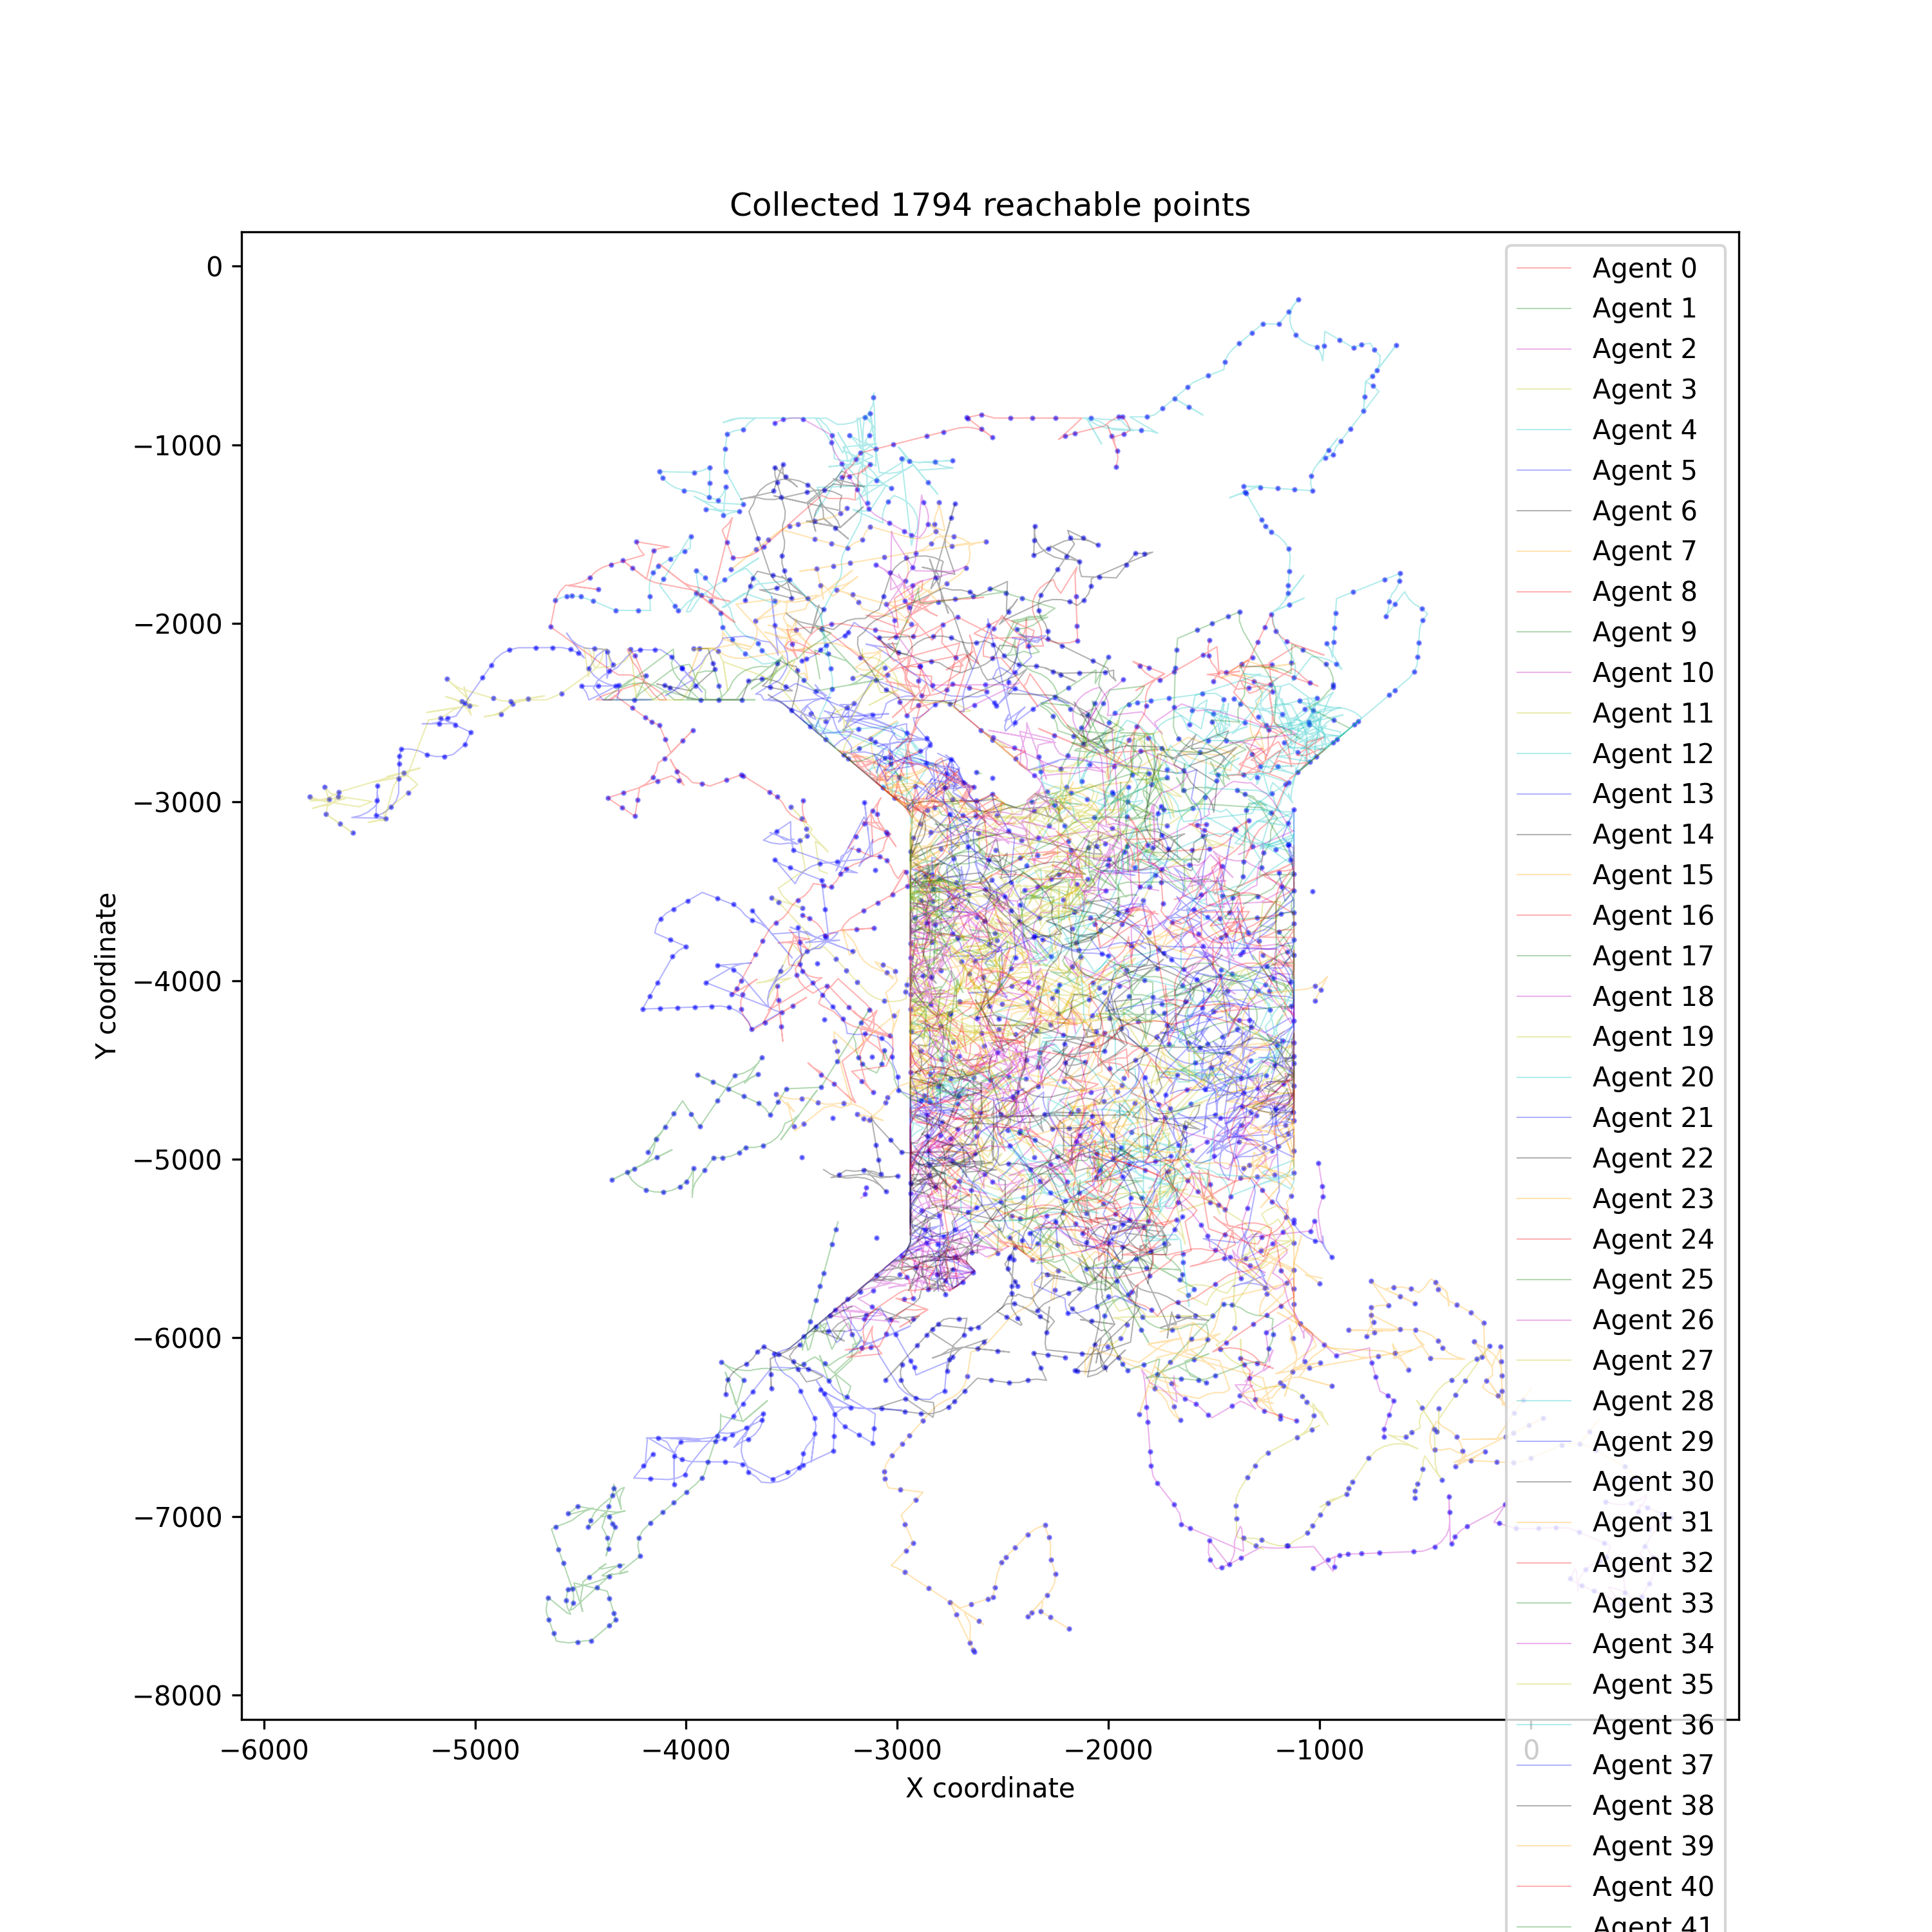 Collected 1794 reachable points
0
−1000
−2000
−3000
−4000
−5000
−6000
−7000
−8000
Y coordinate
−6000
−5000
−4000
−3000
−2000
−1000
0
X coordinate
Agent 0
Agent 1
Agent 2
Agent 3
Agent 4
Agent 5
Agent 6
Agent 7
Agent 8
Agent 9
Agent 10
Agent 11
Agent 12
Agent 13
Agent 14
Agent 15
Agent 16
Agent 17
Agent 18
Agent 19
Agent 20
Agent 21
Agent 22
Agent 23
Agent 24
Agent 25
Agent 26
Agent 27
Agent 28
Agent 29
Agent 30
Agent 31
Agent 32
Agent 33
Agent 34
Agent 35
Agent 36
Agent 37
Agent 38
Agent 39
Agent 40
Agent 41